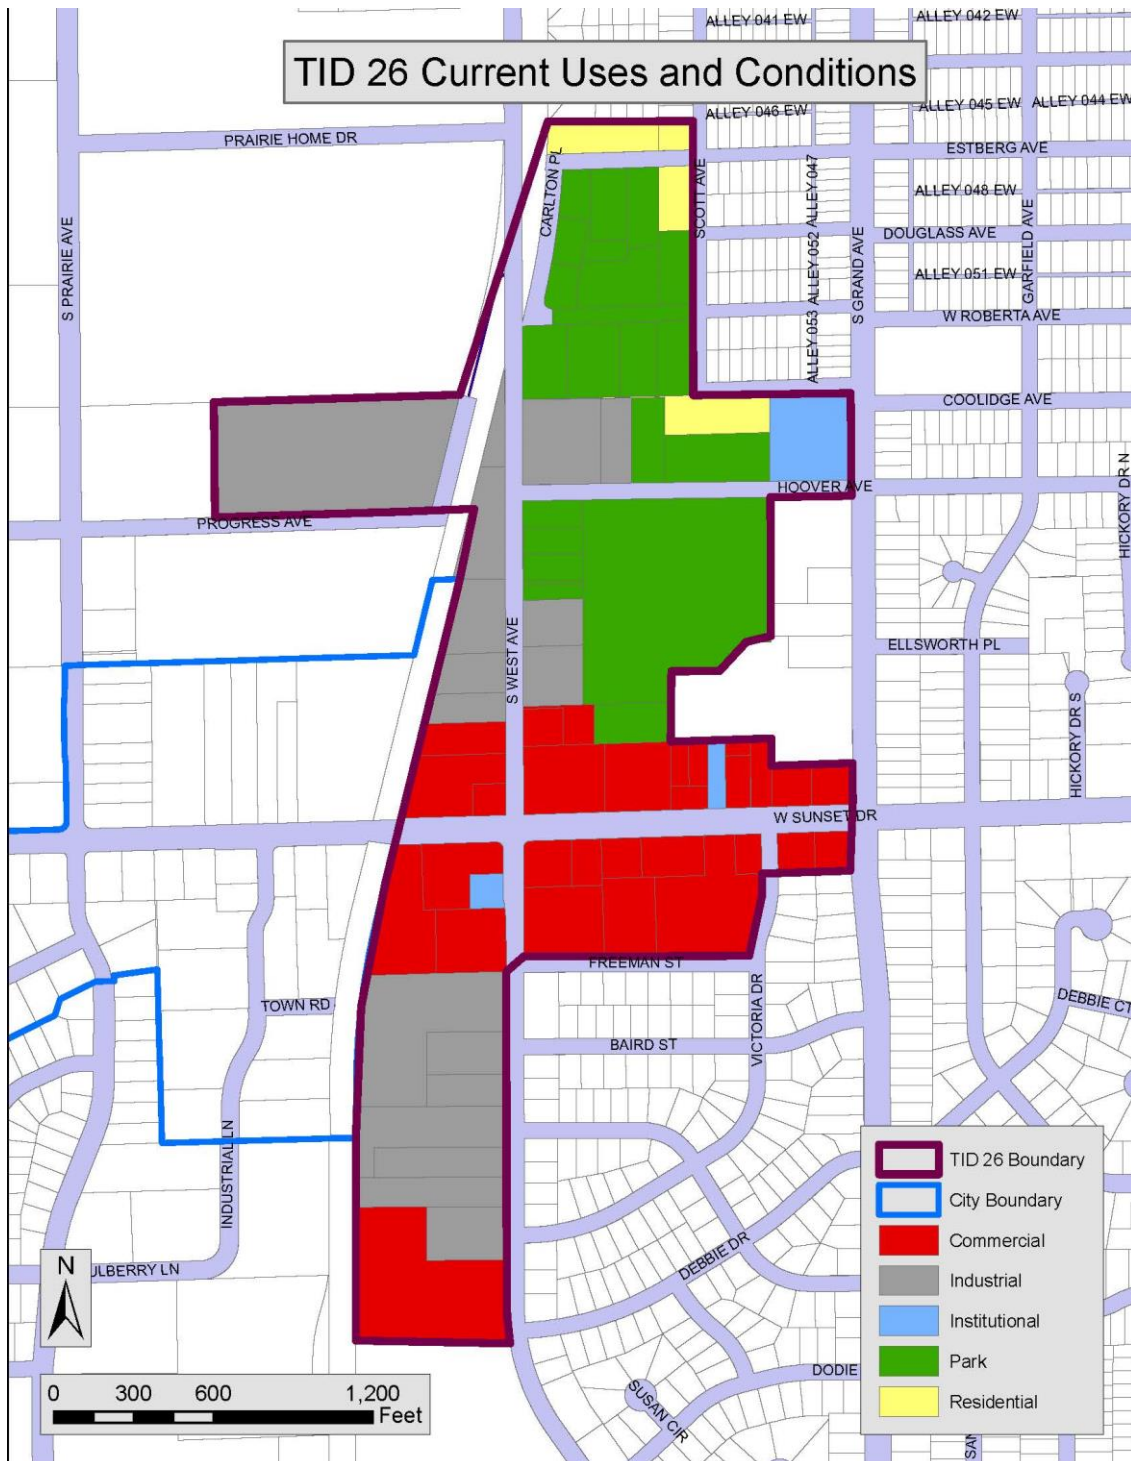 ALLEY 041 EW
ALLEY 042 EW
TID 26 Current Uses and Conditions
ALLEY 046 EW
ALLEY 045 EW
ALLEY 044 EW
PRAIRIE HOME DR
ESTBERG AVE
CARLTON PL
SCOTT AVE
ALLEY 047
ALLEY 048 EW
GARFIELD AVE
S PRAIRIE AVE
ALLEY 052
DOUGLASS AVE
S GRAND AVE
ALLEY 051 EW
ALLEY 053
W ROBERTA AVE
COOLIDGE AVE
HOOVER AVE
HICKORY DR N
PROGRESS AVE
S WEST AVE
ELLSWORTH PL
HICKORY DR S
W SUNSET DR
FREEMAN ST
TOWN RD
VICTORIA DR
DEBBIE CT
BAIRD ST
INDUSTRIAL LN
TID 26 Boundary
City Boundary
Commercial
Industrial
Institutional
Park
Residential
DEBBIE DR
N
ULBERRY LN
DODIE
SUSAN CIR
SAN
0 300 600 1,200
Feet